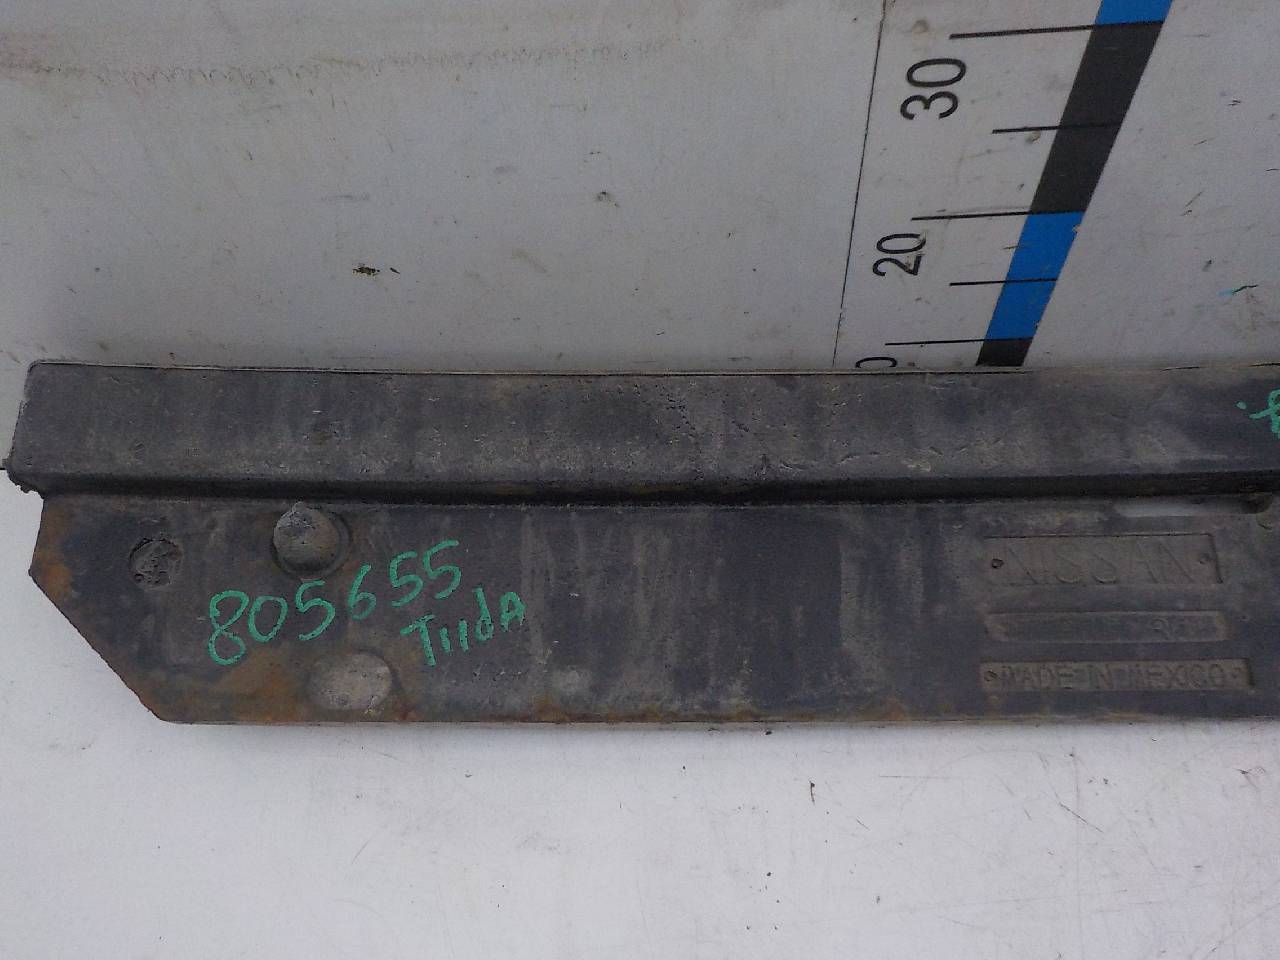 30
20
805655
TiidA
NISSAN
MADE IN MEXICO